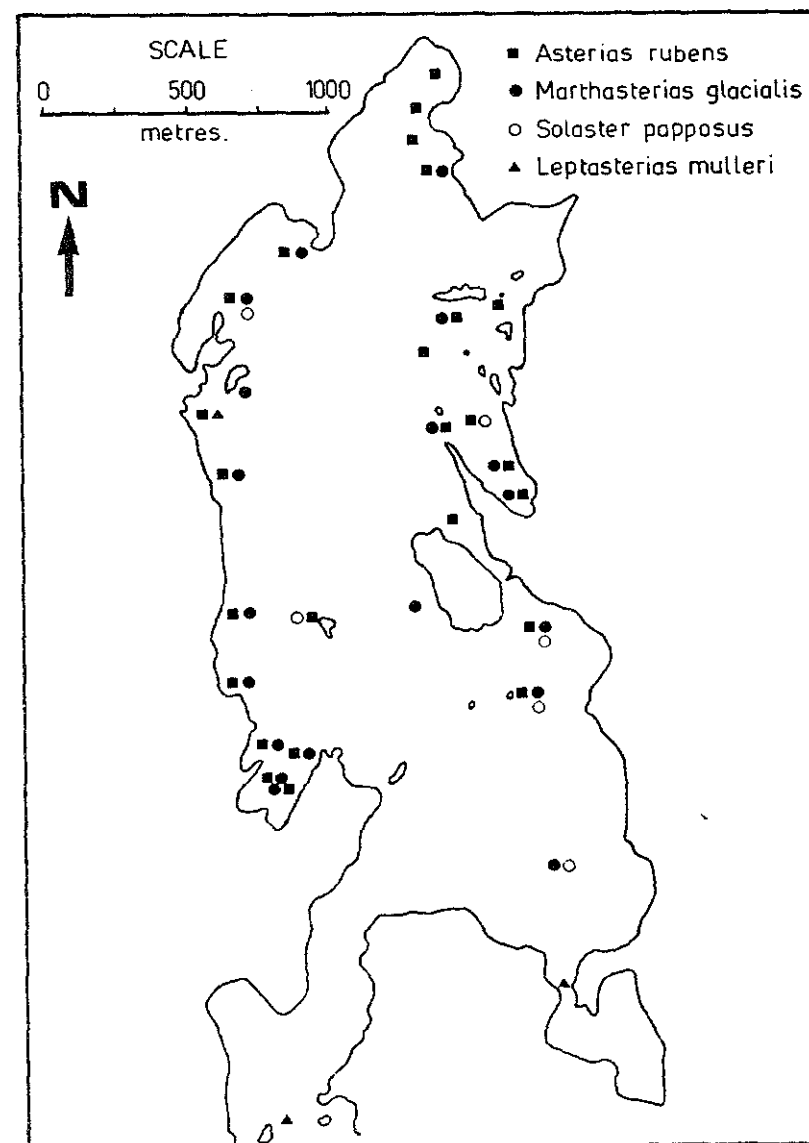 SCALE
0 500 1000
metres.
N
■ Asterias rubens
● Marthasterias glacialis
○ Solaster papposus
▲ Leptasterias mulleri